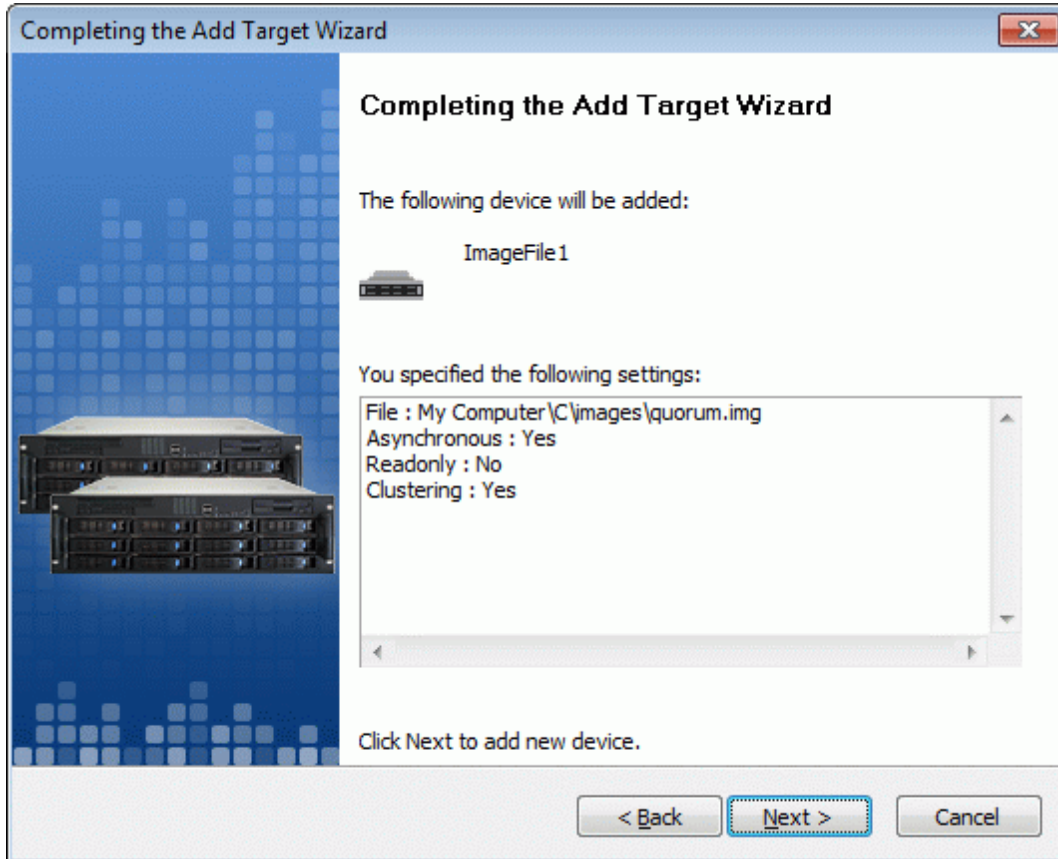 Completing the Add Target Wizard
Completing the Add Target Wizard
The following device will be added:
ImageFile1
You specified the following settings:
File : My Computer\C\images\quorum.img
Asynchronous : Yes
Readonly : No
Clustering : Yes
Click Next to add new device.
< Back
Next >
Cancel